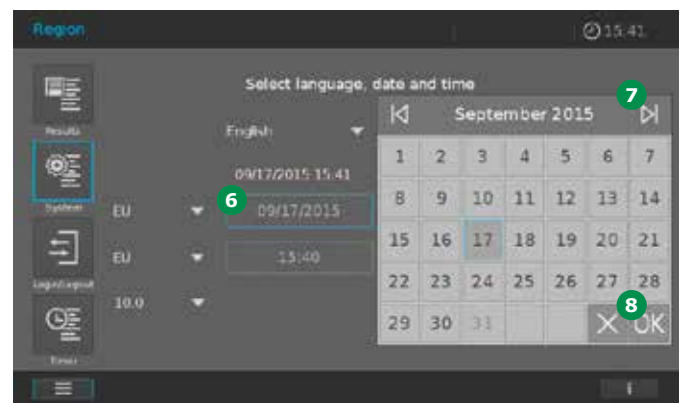 Region 15:41
Select language, date and time
7
September 2015
Results
English
1 2 3 4 5 6 7
09/17/2015 15:41
6
System
EU
09/17/2015
8 9 10 11 12 13 14
15 16 17 18 19 20 21
EU
15:40
Login/Logout
22 23 24 25 26 27 28
10.0
8
29 30 31
OK
Timer
i